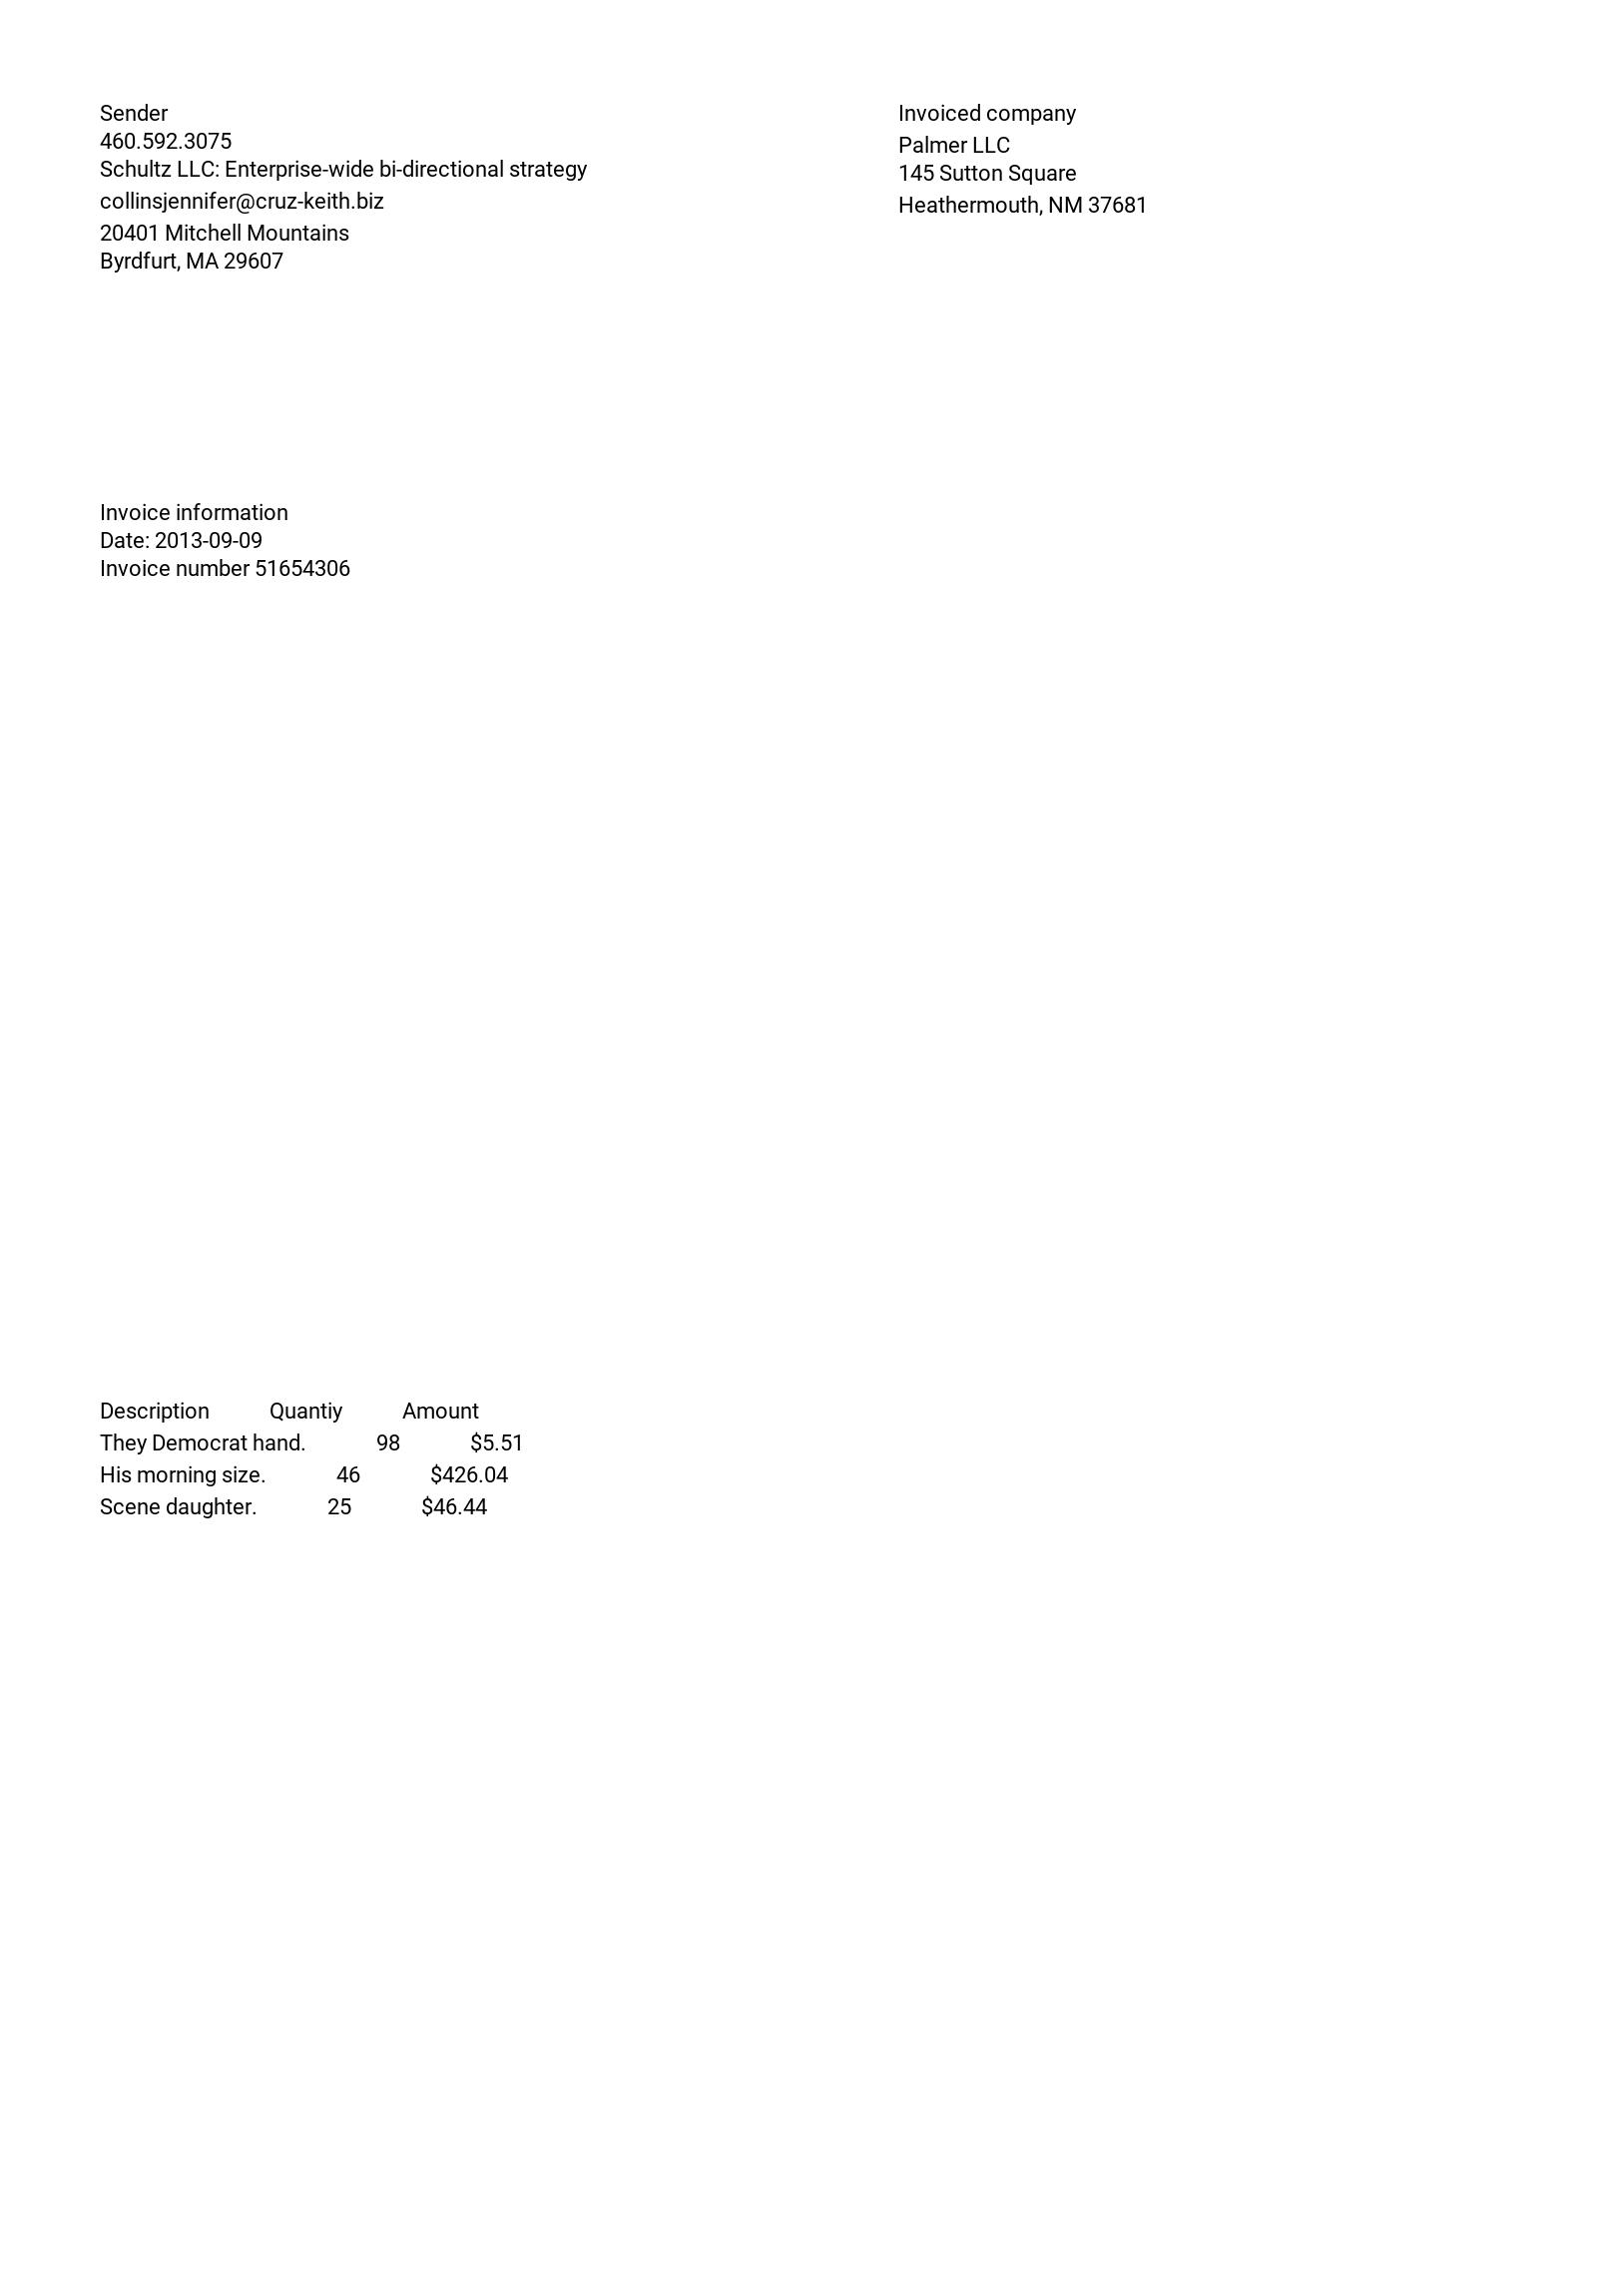 Sender
460.592.3075
Schultz LLC: Enterprise-wide bi-directional strategy
collinsjennifer@cruz-keith.biz
20401 Mitchell Mountains
Byrdfurt, MA 29607
Invoiced company
Palmer LLC
145 Sutton Square
Heathermouth, NM 37681
Invoice information
Date: 2013-09-09
Invoice number 51654306
Description Quantiy Amount
They Democrat hand. 98 $5.51
His morning size. 46 $426.04
Scene daughter. 25 $46.44